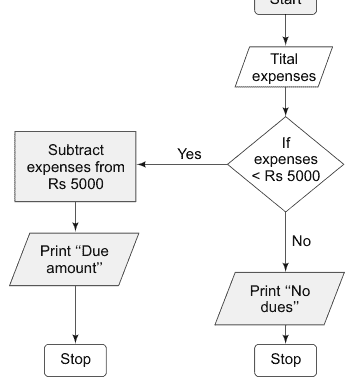 Start
Tital
expenses
If
expenses
< Rs 5000
Yes
Subtract
expenses from
Rs 5000
No
Print “Due
amount”
Print “No
dues”
Stop
Stop